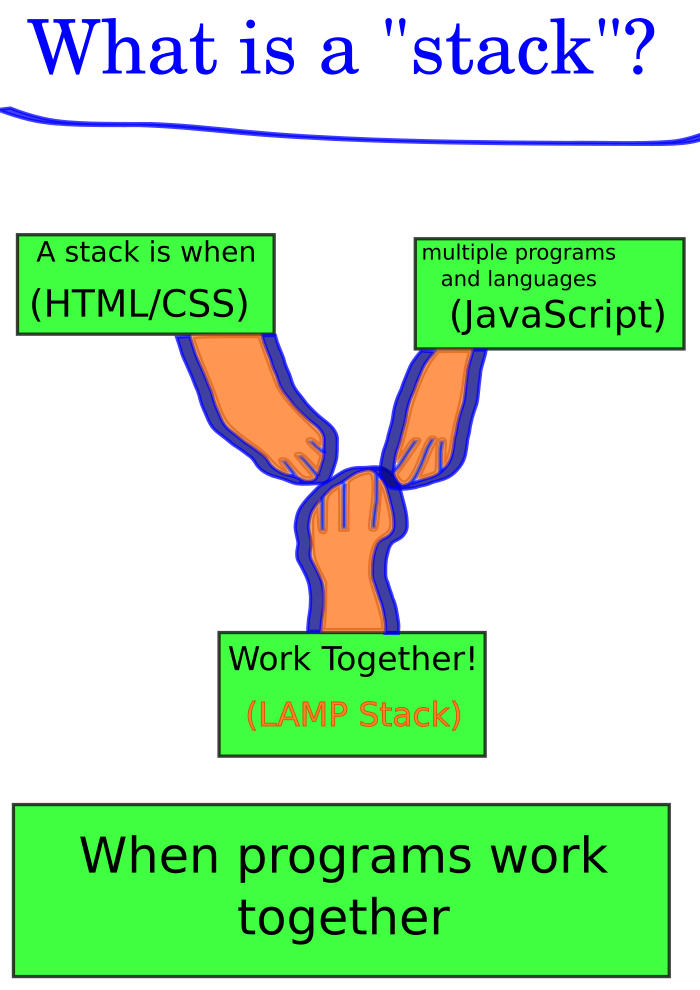 What is a "stack"?
A stack is when
(HTML/CSS)
multiple programs
and languages
(JavaScript)
Work Together!
(LAMP Stack)
When programs work
together